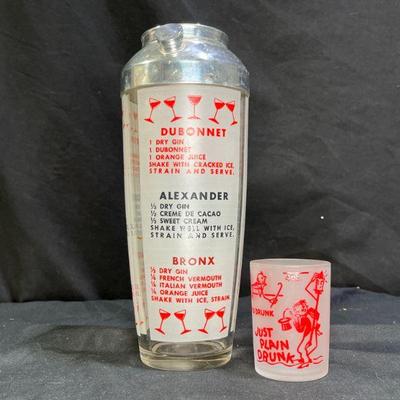 DUBONNET
1 DRY GIN
1 DUBONNET
1 ORANGE JUICE
SHAKE WITH CRACKED ICE,
STRAIN AND SERVE.
ALEXANDER
½ DRY GIN
½ CREME DE CACAO
½ SWEET CREAM
SHAKE WELL WITH ICE,
STRAIN AND SERVE.
BRONX
½ DRY GIN
¼ FRENCH VERMOUTH
¼ ITALIAN VERMOUTH
¼ ORANGE JUICE
SHAKE WITH ICE, STRAIN.
DRUNK
JUST
PLAIN
DRUNK